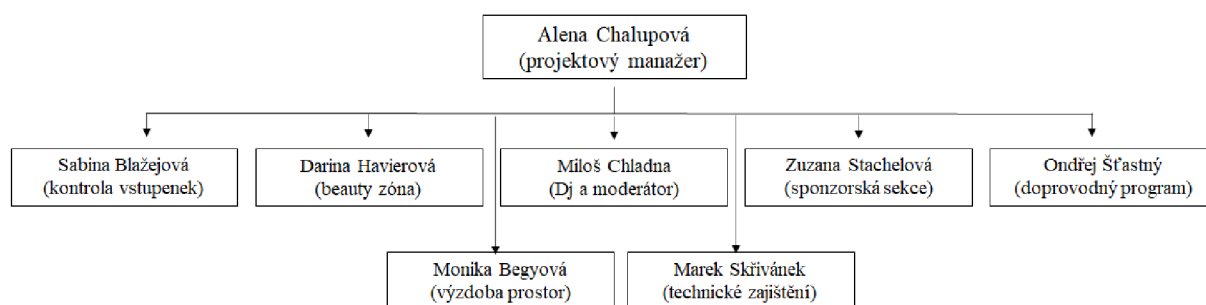 Alena Chalupová
(projektový manažer)
Sabina Blažejová
(kontrola vstupenek)
Darina Havierová
(beauty zóna)
Miloš Chladna
(Dj a moderátor)
Zuzana Stachelová
(sponzorská sekce)
Ondřej Šťastný
(doprovodný program)
Monika Begyová
(výzdoba prostor)
Marek Skřivánek
(technické zajištění)